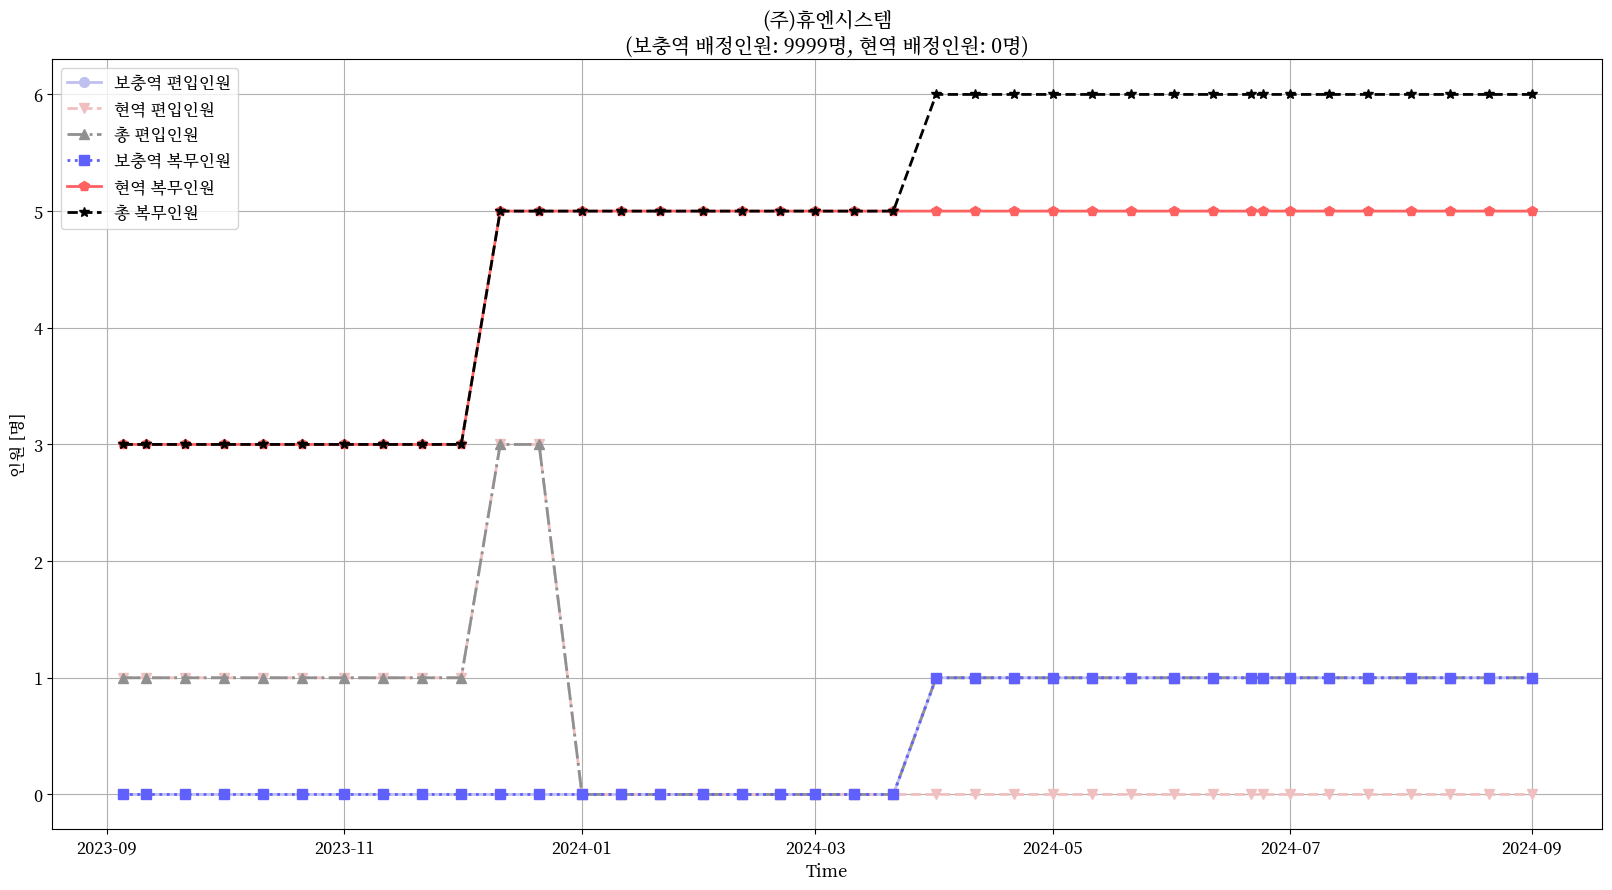 (주)휴엔시스템
(보충역 배정인원: 9999명, 현역 배정인원: 0명)
보충역 편입인원
현역 편입인원
총 편입인원
보충역 복무인원
현역 복무인원
총 복무인원
6
5
4
3
2
1
0
인원 [명]
2023-09
2023-11
2024-01
2024-03
2024-05
2024-07
2024-09
Time